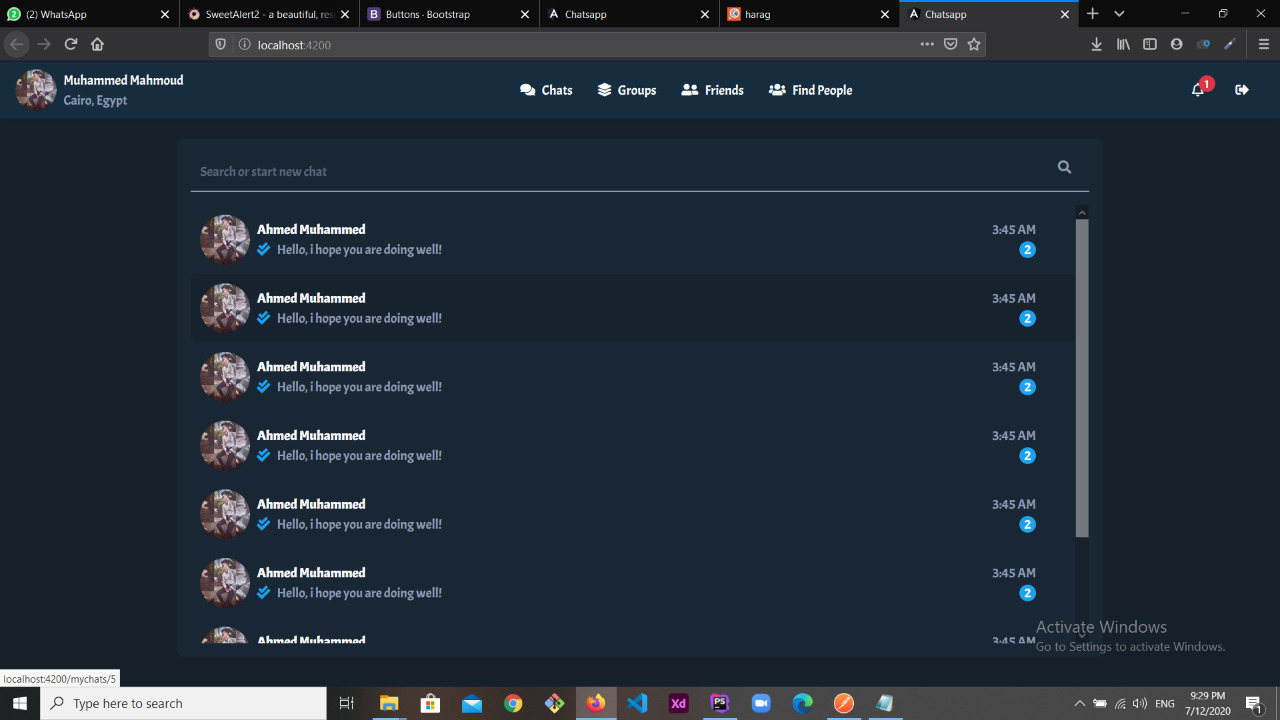 (2) WhatsApp
SweetAlert2 - a beautiful, res
Buttons · Bootstrap
Chatsapp
harag
Chatsapp
localhost:4200
Muhammed Mahmoud
Cairo, Egypt
Chats
Groups
Friends
Find People
1
Search or start new chat
Ahmed Muhammed
3:45 AM
Hello, i hope you are doing well!
2
Ahmed Muhammed
3:45 AM
Hello, i hope you are doing well!
2
Ahmed Muhammed
3:45 AM
Hello, i hope you are doing well!
2
Ahmed Muhammed
3:45 AM
Hello, i hope you are doing well!
2
Ahmed Muhammed
3:45 AM
Hello, i hope you are doing well!
2
Ahmed Muhammed
3:45 AM
Hello, i hope you are doing well!
2
Ahmed Muhammed
3:45 AM
Activate Windows
Go to Settings to activate Windows.
localhost:4200/mychats/5
Type here to search
Xd
PS
ENG
9:29 PM
7/12/2020
1